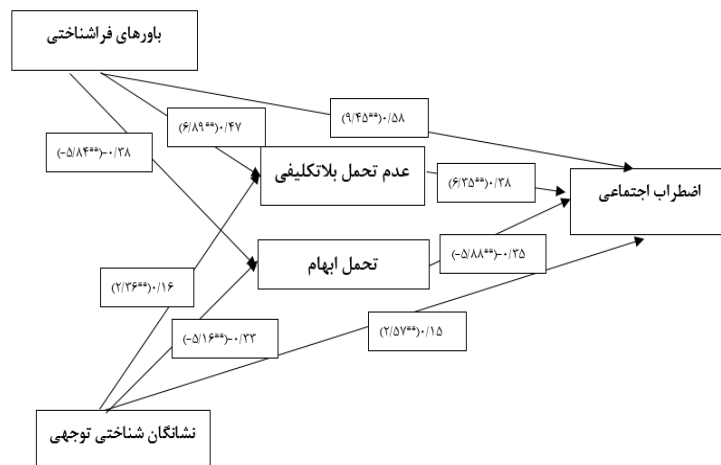 باورهای فراشناختی
(۶/۸۹**)۰/۴۷
(۹/۴۵**)۰/۵۸
(-۵/۸۴**)-۰/۳۸
عدم تحمل بلاتکلیفی
(۶/۳۵**)۰/۳۸
اضطراب اجتماعی
تحمل ابهام
(-۵/۸۸**)-۰/۳۵
(۲/۳۶**)۰/۱۶
(-۵/۱۶**)-۰/۳۳
(۲/۵۷**)۰/۱۵
نشانگان شناختی توجهی